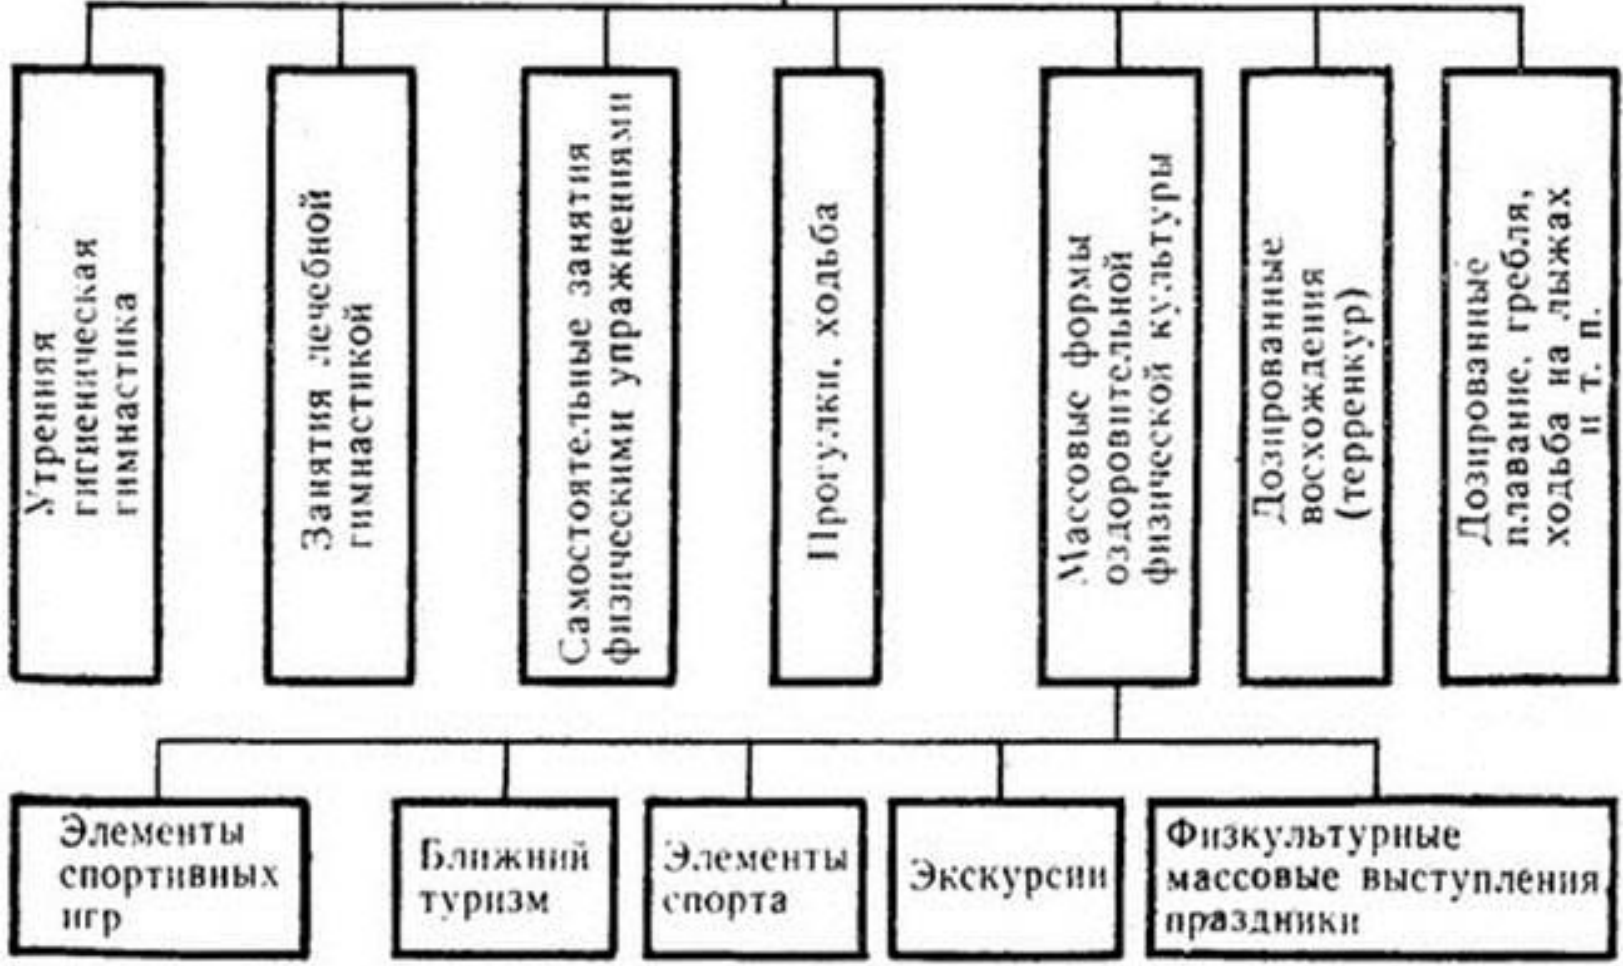 Утренняя
гигиеническая
гимнастика
Занятия лечебной
гимнастикой
Самостоятельные занятия
физическими упражнениями
Прогулки, ходьба
Массовые формы
оздоровительной
физической культуры
Дозированные
восхождения
(терренкур)
Дозированные
плавание, гребля,
ходьба на лыжах
и т. п.
Элементы
спортивных
игр
Ближний
туризм
Элементы
спорта
Экскурсии
Физкультурные
массовые выступления,
праздники